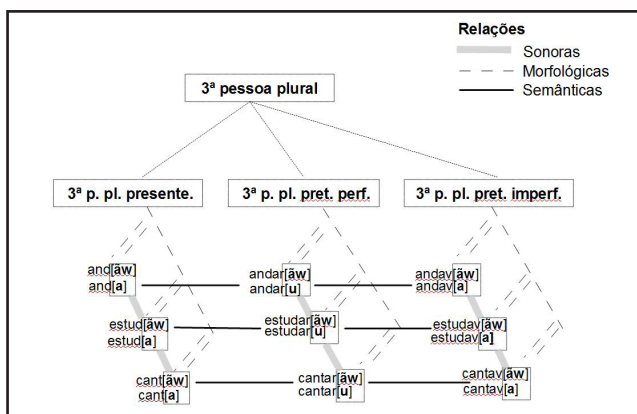 Relações
Sonoras
Morfológicas
Semânticas
3ª pessoa plural
3ª p. pl. presente.
3ª p. pl. pret. perf.
3ª p. pl. pret. imperf.
and[ãw]
and[a]
andar[ãw]
andar[u]
andav[ãw]
andav[a]
estud[ãw]
estud[a]
estudar[ãw]
estudar[u]
estudav[ãw]
estudav[a]
cant[ãw]
cant[a]
cantar[ãw]
cantar[u]
cantav[ãw]
cantav[a]